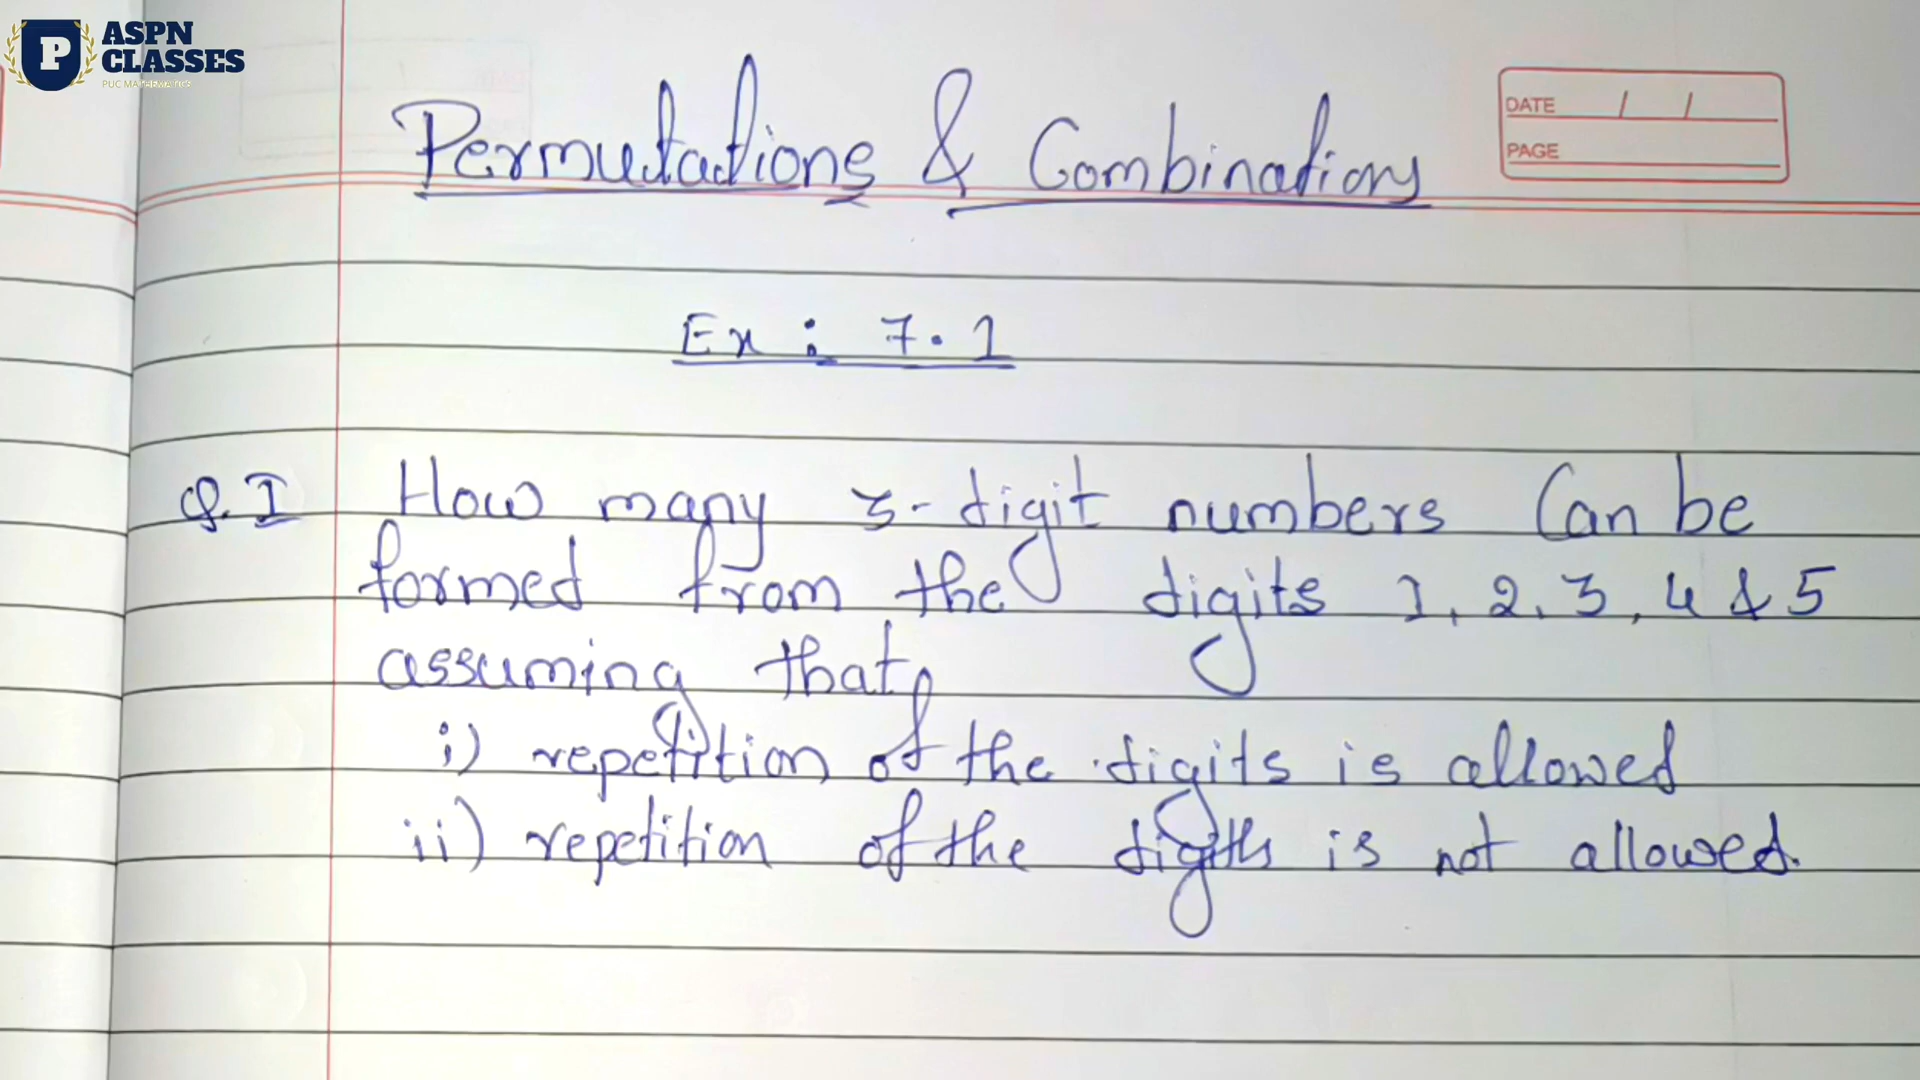 ASPN
CLASSES
PUC MATHEMATICS
Permutations & Combinations
DATE / /
PAGE
Ex : 7.1
Q.I How many 3-digit numbers Can be
formed from the digits 1, 2, 3, 4 & 5
assuming that,
i) repetition of the digits is allowed
ii) repetition of the digits is not allowed.